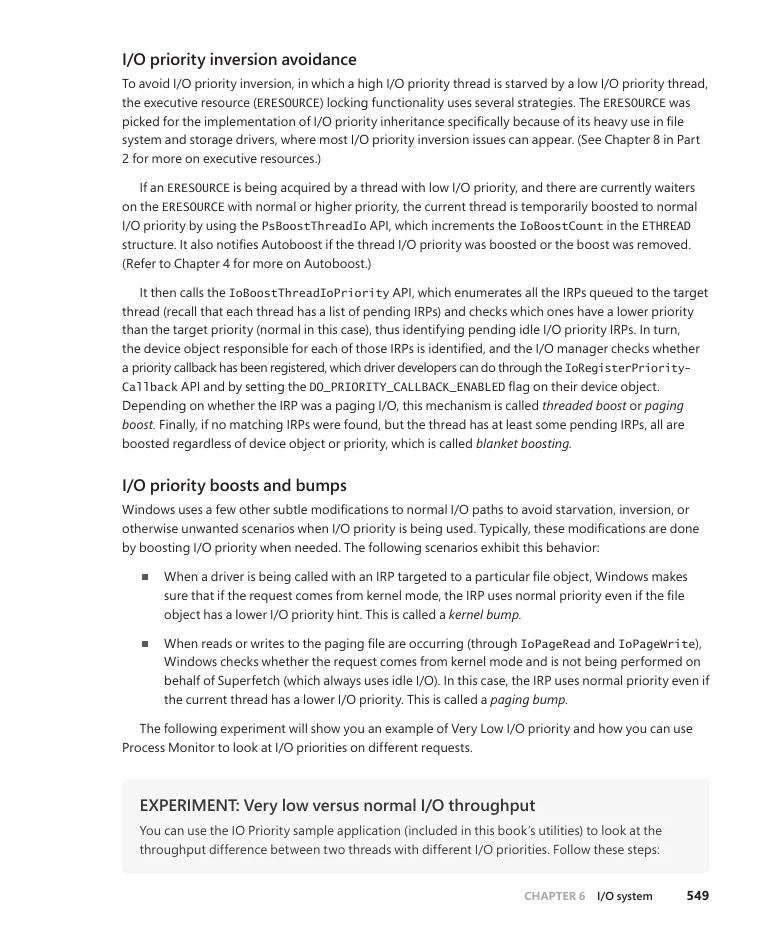 I/O priority inversion avoidance
To avoid I/O priority inversion, in which a high I/O priority thread is starved by a low I/O priority thread,
the executive resource (ERESOURCE) locking functionality uses several strategies. The ERESOURCE was
picked for the implementation of I/O priority inheritance specifically because of its heavy use in file
system and storage drivers, where most I/O priority inversion issues can appear. (See Chapter 8 in Part
2 for more on executive resources.)
If an ERESOURCE is being acquired by a thread with low I/O priority, and there are currently waiters
on the ERESOURCE with normal or higher priority, the current thread is temporarily boosted to normal
I/O priority by using the PsBoostThreadIo API, which increments the IoBoostCount in the ETHREAD
structure. It also notifies Autoboost if the thread I/O priority was boosted or the boost was removed.
(Refer to Chapter 4 for more on Autoboost.)
It then calls the IoBoostThreadIoPriority API, which enumerates all the IRPs queued to the target
thread (recall that each thread has a list of pending IRPs) and checks which ones have a lower priority
than the target priority (normal in this case), thus identifying pending idle I/O priority IRPs. In turn,
the device object responsible for each of those IRPs is identified, and the I/O manager checks whether
a priority callback has been registered, which driver developers can do through the IoRegisterPriority-
Callback API and by setting the DO_PRIORITY_CALLBACK_ENABLED flag on their device object.
Depending on whether the IRP was a paging I/O, this mechanism is called threaded boost or paging
boost. Finally, if no matching IRPs were found, but the thread has at least some pending IRPs, all are
boosted regardless of device object or priority, which is called blanket boosting.
I/O priority boosts and bumps
Windows uses a few other subtle modifications to normal I/O paths to avoid starvation, inversion, or
otherwise unwanted scenarios when I/O priority is being used. Typically, these modifications are done
by boosting I/O priority when needed. The following scenarios exhibit this behavior:
■ When a driver is being called with an IRP targeted to a particular file object, Windows makes
sure that if the request comes from kernel mode, the IRP uses normal priority even if the file
object has a lower I/O priority hint. This is called a kernel bump.
■ When reads or writes to the paging file are occurring (through IoPageRead and IoPageWrite),
Windows checks whether the request comes from kernel mode and is not being performed on
behalf of Superfetch (which always uses idle I/O). In this case, the IRP uses normal priority even if
the current thread has a lower I/O priority. This is called a paging bump.
The following experiment will show you an example of Very Low I/O priority and how you can use
Process Monitor to look at I/O priorities on different requests.
EXPERIMENT: Very low versus normal I/O throughput
You can use the IO Priority sample application (included in this book's utilities) to look at the
throughput difference between two threads with different I/O priorities. Follow these steps:
CHAPTER 6 I/O system 549